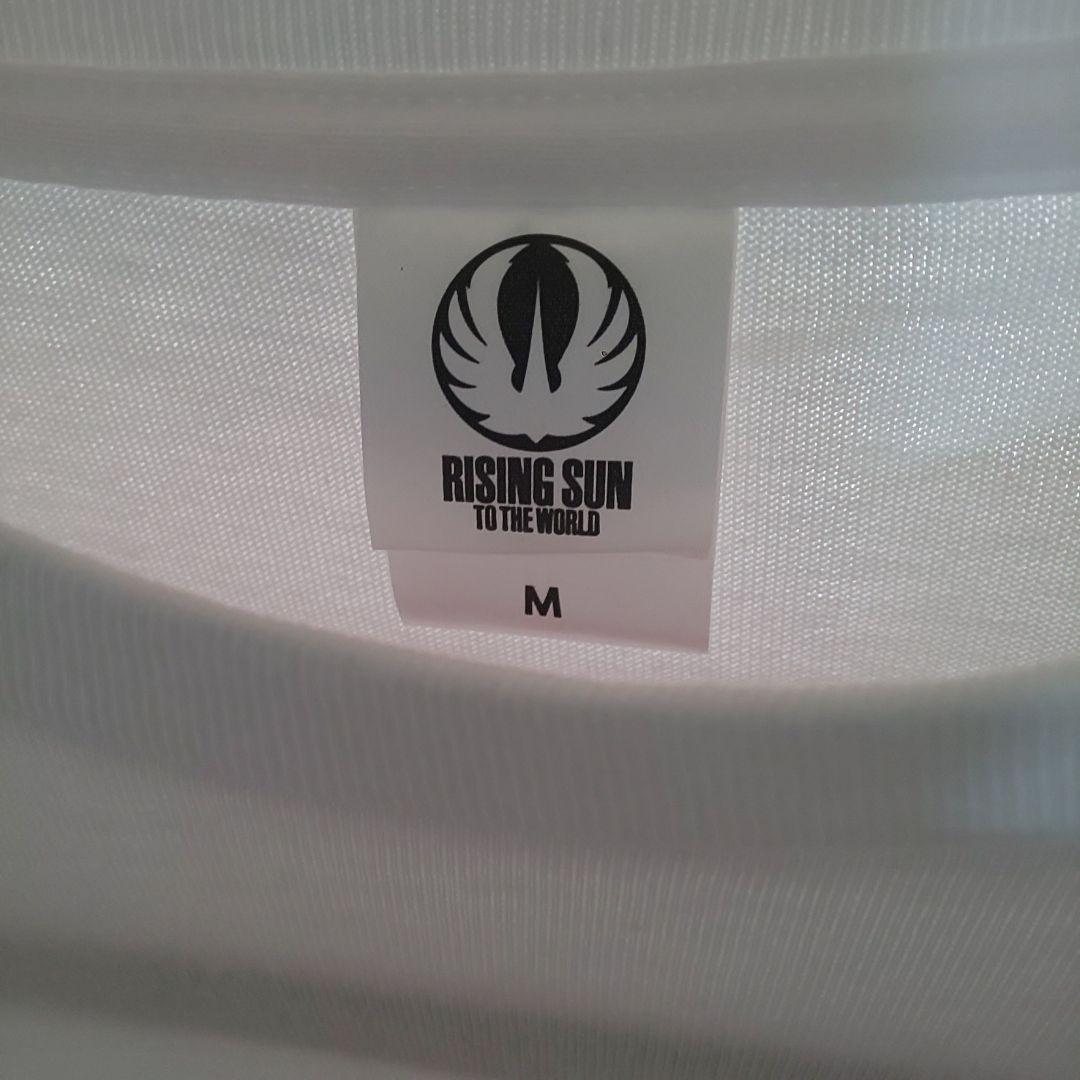 RISING SUN
TO THE WORLD
M